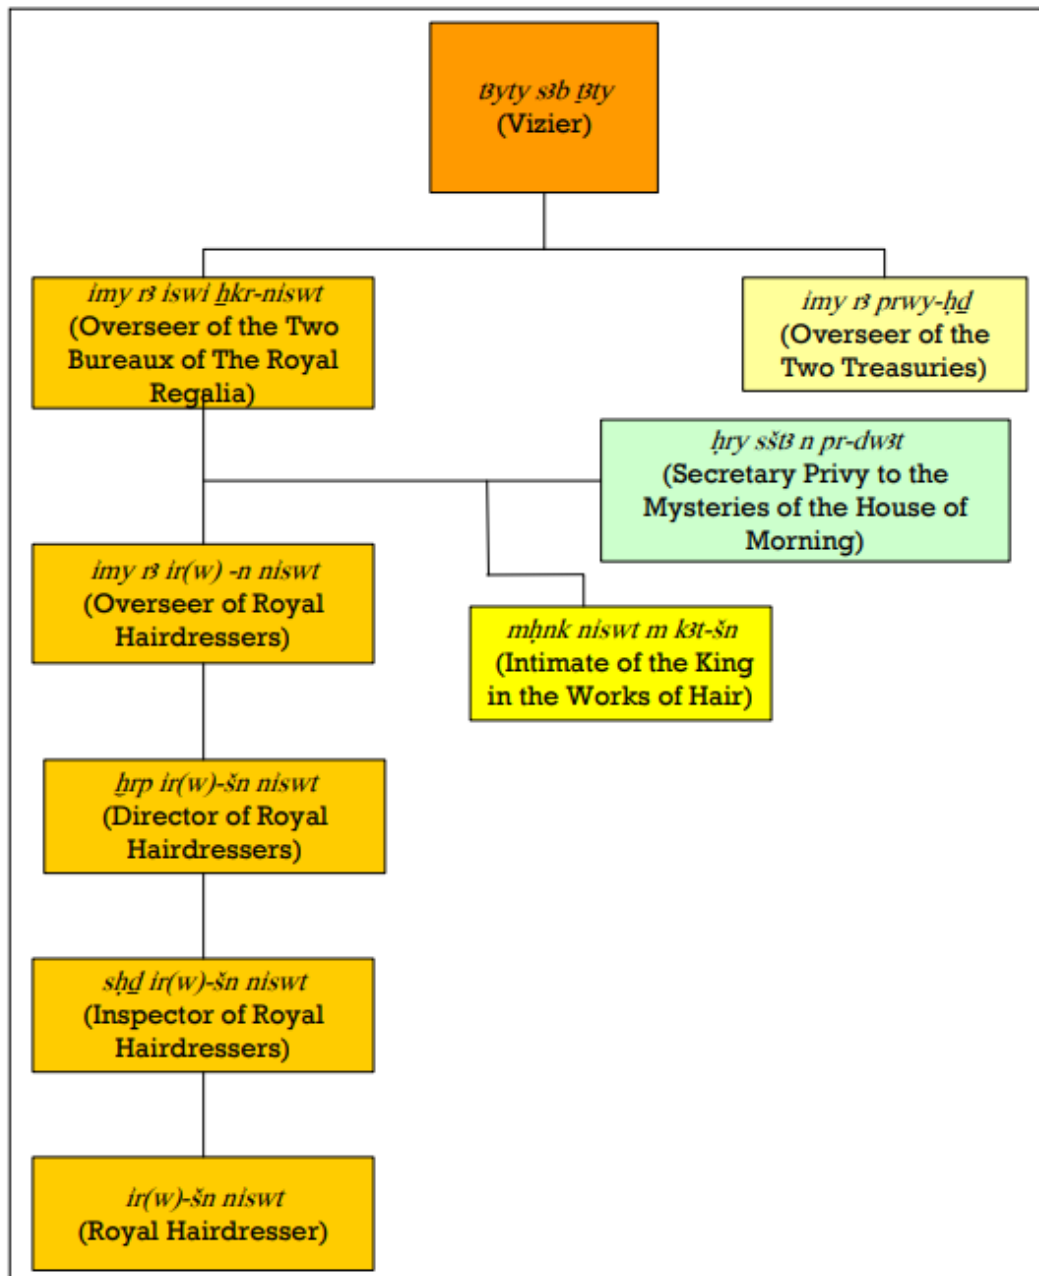 tꜣyty sꜣb ṯꜣty
(Vizier)
imy rꜣ iswi ẖkr-niswt
(Overseer of the Two
Bureaux of The Royal
Regalia)
imy rꜣ prwy-ḥḏ
(Overseer of the
Two Treasuries)
ḥry sštꜣ n pr-dwꜣt
(Secretary Privy to the
Mysteries of the House of
Morning)
imy rꜣ ir(w) -n niswt
(Overseer of Royal
Hairdressers)
mḥnk niswt m kꜣt-šn
(Intimate of the King
in the Works of Hair)
ẖrp ir(w)-šn niswt
(Director of Royal
Hairdressers)
sḥḏ ir(w)-šn niswt
(Inspector of Royal
Hairdressers)
ir(w)-šn niswt
(Royal Hairdresser)